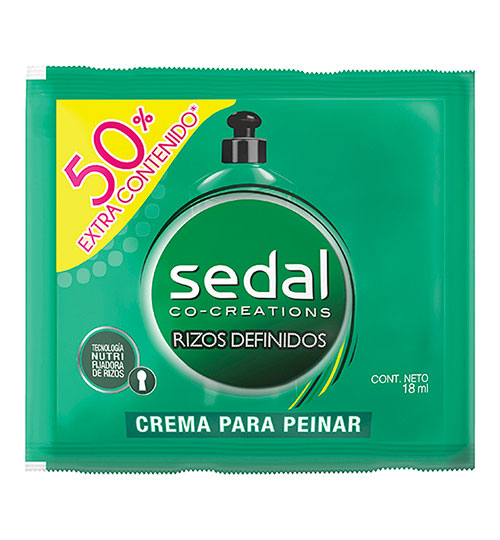 50%
EXTRA CONTENIDO*
sedal
CO-CREATIONS
RIZOS DEFINIDOS
TECNOLOGÍA
NUTRI
FIJADORA
DE RIZOS
CONT. NETO
18 ml
CREMA PARA PEINAR